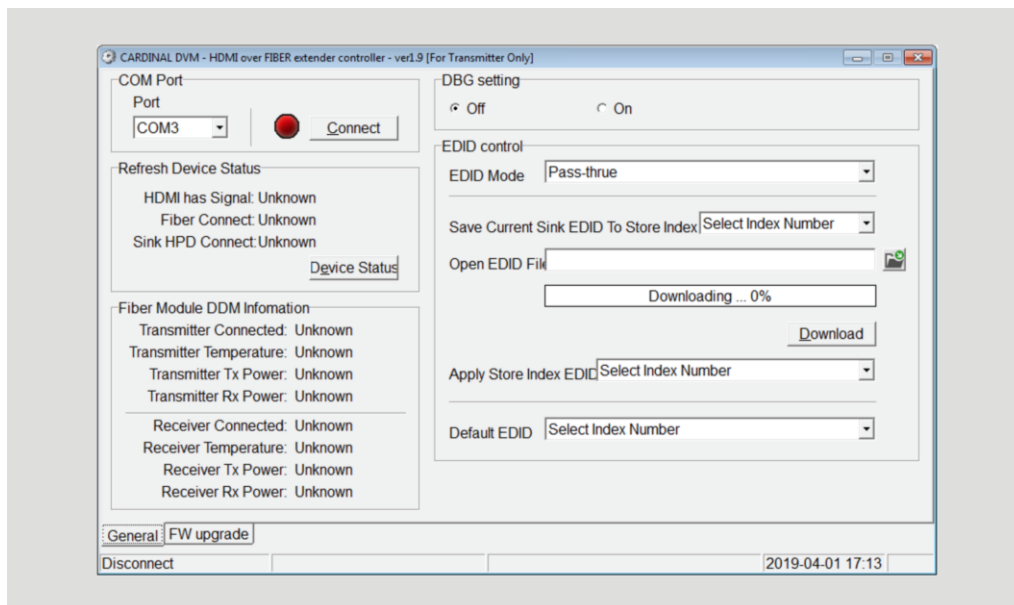 CARDINAL DVM - HDMI over FIBER extender controller - ver1.9 [For Transmitter Only]
COM Port
Port
COM3
Connect
Refresh Device Status
HDMI has Signal: Unknown
Fiber Connect: Unknown
Sink HPD Connect: Unknown
Device Status
Fiber Module DDM Infomation
Transmitter Connected: Unknown
Transmitter Temperature: Unknown
Transmitter Tx Power: Unknown
Transmitter Rx Power: Unknown
Receiver Connected: Unknown
Receiver Temperature: Unknown
Receiver Tx Power: Unknown
Receiver Rx Power: Unknown
DBG setting
Off On
EDID control
EDID Mode Pass-thrue
Save Current Sink EDID To Store Index Select Index Number
Open EDID File
Downloading ... 0%
Download
Apply Store Index EDID Select Index Number
Default EDID Select Index Number
General FW upgrade
Disconnect 2019-04-01 17:13